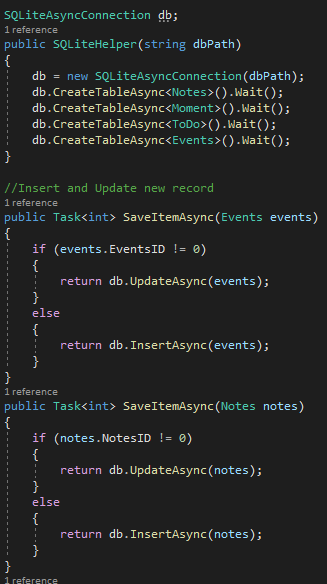 SQLiteAsyncConnection db;
1 reference
public SQLiteHelper(string dbPath)
{
db = new SQLiteAsyncConnection(dbPath);
db.CreateTableAsync<Notes>().Wait();
db.CreateTableAsync<Moment>().Wait();
db.CreateTableAsync<ToDo>().Wait();
db.CreateTableAsync<Events>().Wait();
}
//Insert and Update new record
1 reference
public Task<int> SaveItemAsync(Events events)
{
if (events.EventsID != 0)
{
return db.UpdateAsync(events);
}
else
{
return db.InsertAsync(events);
}
}
1 reference
public Task<int> SaveItemAsync(Notes notes)
{
if (notes.NotesID != 0)
{
return db.UpdateAsync(notes);
}
else
{
return db.InsertAsync(notes);
}
}
1 reference